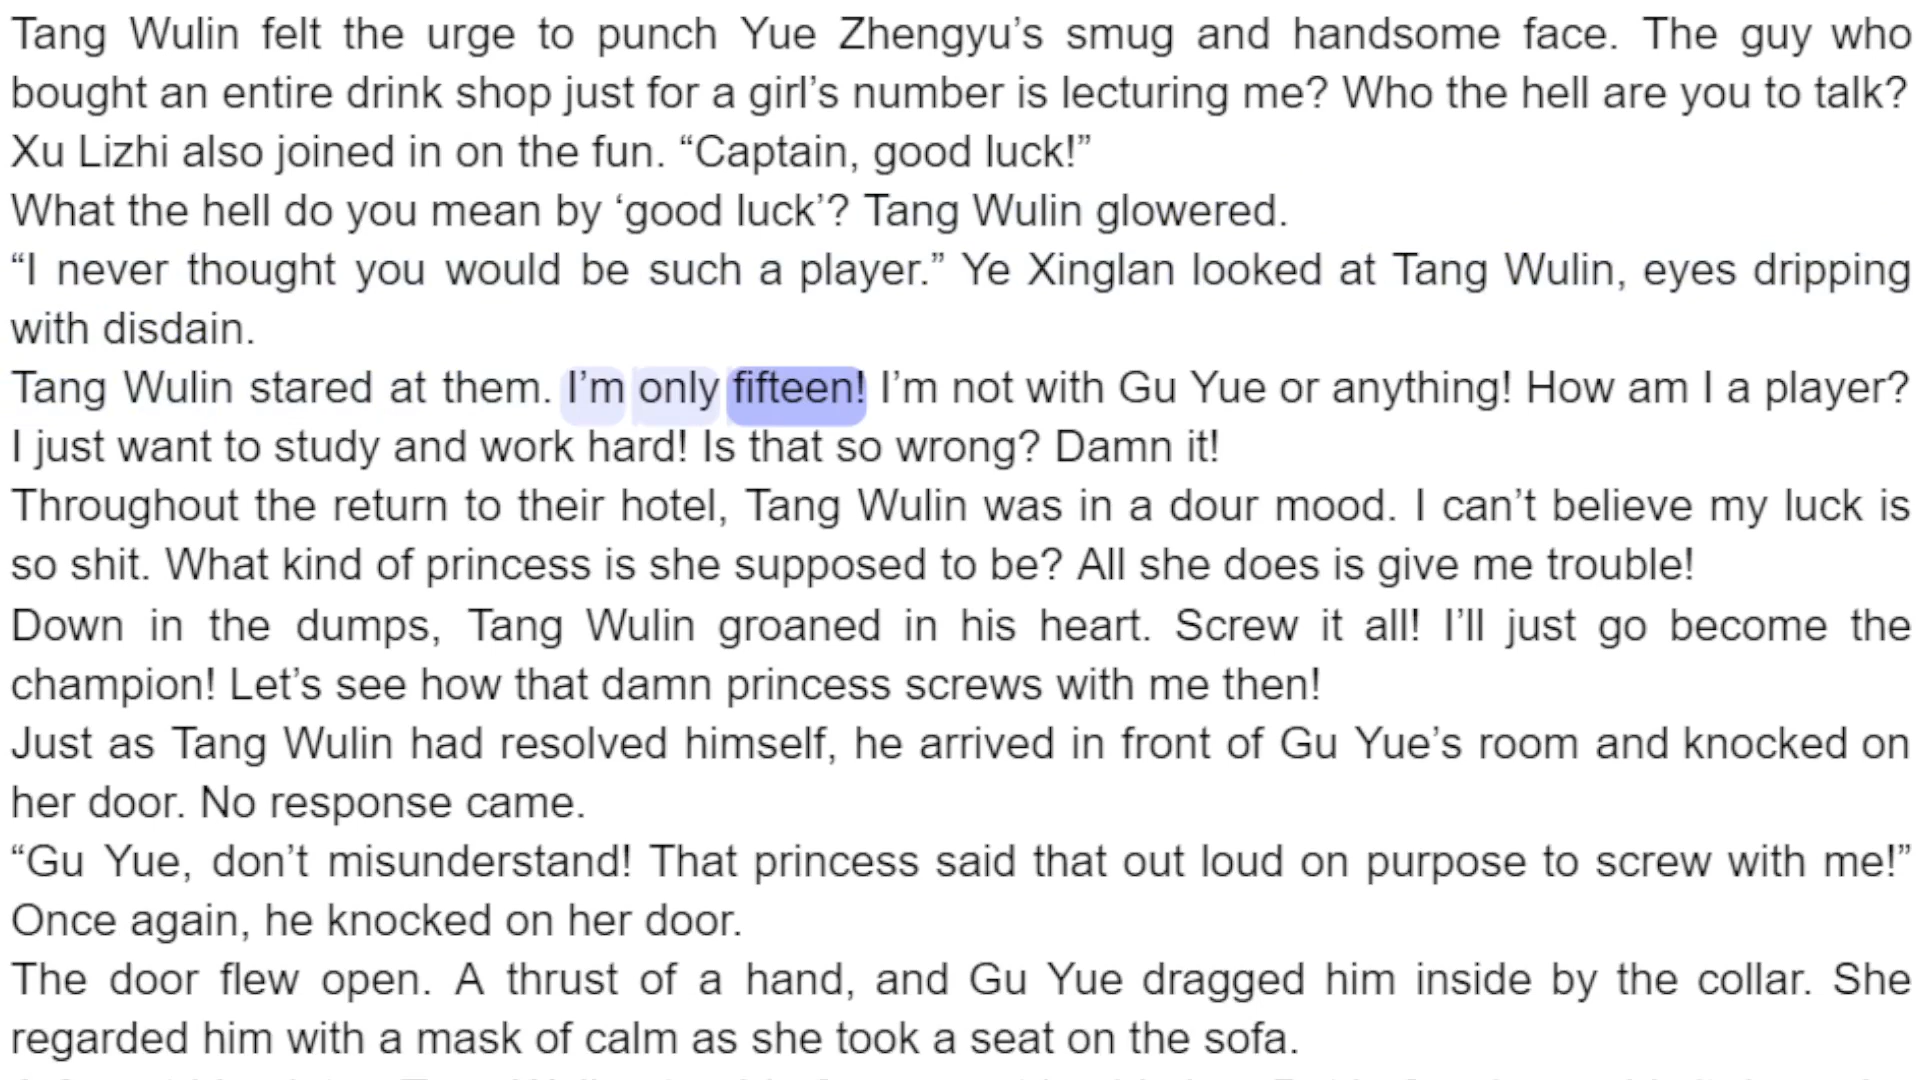 Tang Wulin felt the urge to punch Yue Zhengyu’s smug and handsome face. The guy who
bought an entire drink shop just for a girl’s number is lecturing me? Who the hell are you to talk?
Xu Lizhi also joined in on the fun. “Captain, good luck!”
What the hell do you mean by ‘good luck’? Tang Wulin glowered.
“I never thought you would be such a player.” Ye Xinglan looked at Tang Wulin, eyes dripping
with disdain.
Tang Wulin stared at them. I’m only fifteen! I’m not with Gu Yue or anything! How am I a player?
I just want to study and work hard! Is that so wrong? Damn it!
Throughout the return to their hotel, Tang Wulin was in a dour mood. I can’t believe my luck is
so shit. What kind of princess is she supposed to be? All she does is give me trouble!
Down in the dumps, Tang Wulin groaned in his heart. Screw it all! I’ll just go become the
champion! Let’s see how that damn princess screws with me then!
Just as Tang Wulin had resolved himself, he arrived in front of Gu Yue’s room and knocked on
her door. No response came.
“Gu Yue, don’t misunderstand! That princess said that out loud on purpose to screw with me!”
Once again, he knocked on her door.
The door flew open. A thrust of a hand, and Gu Yue dragged him inside by the collar. She
regarded him with a mask of calm as she took a seat on the sofa.